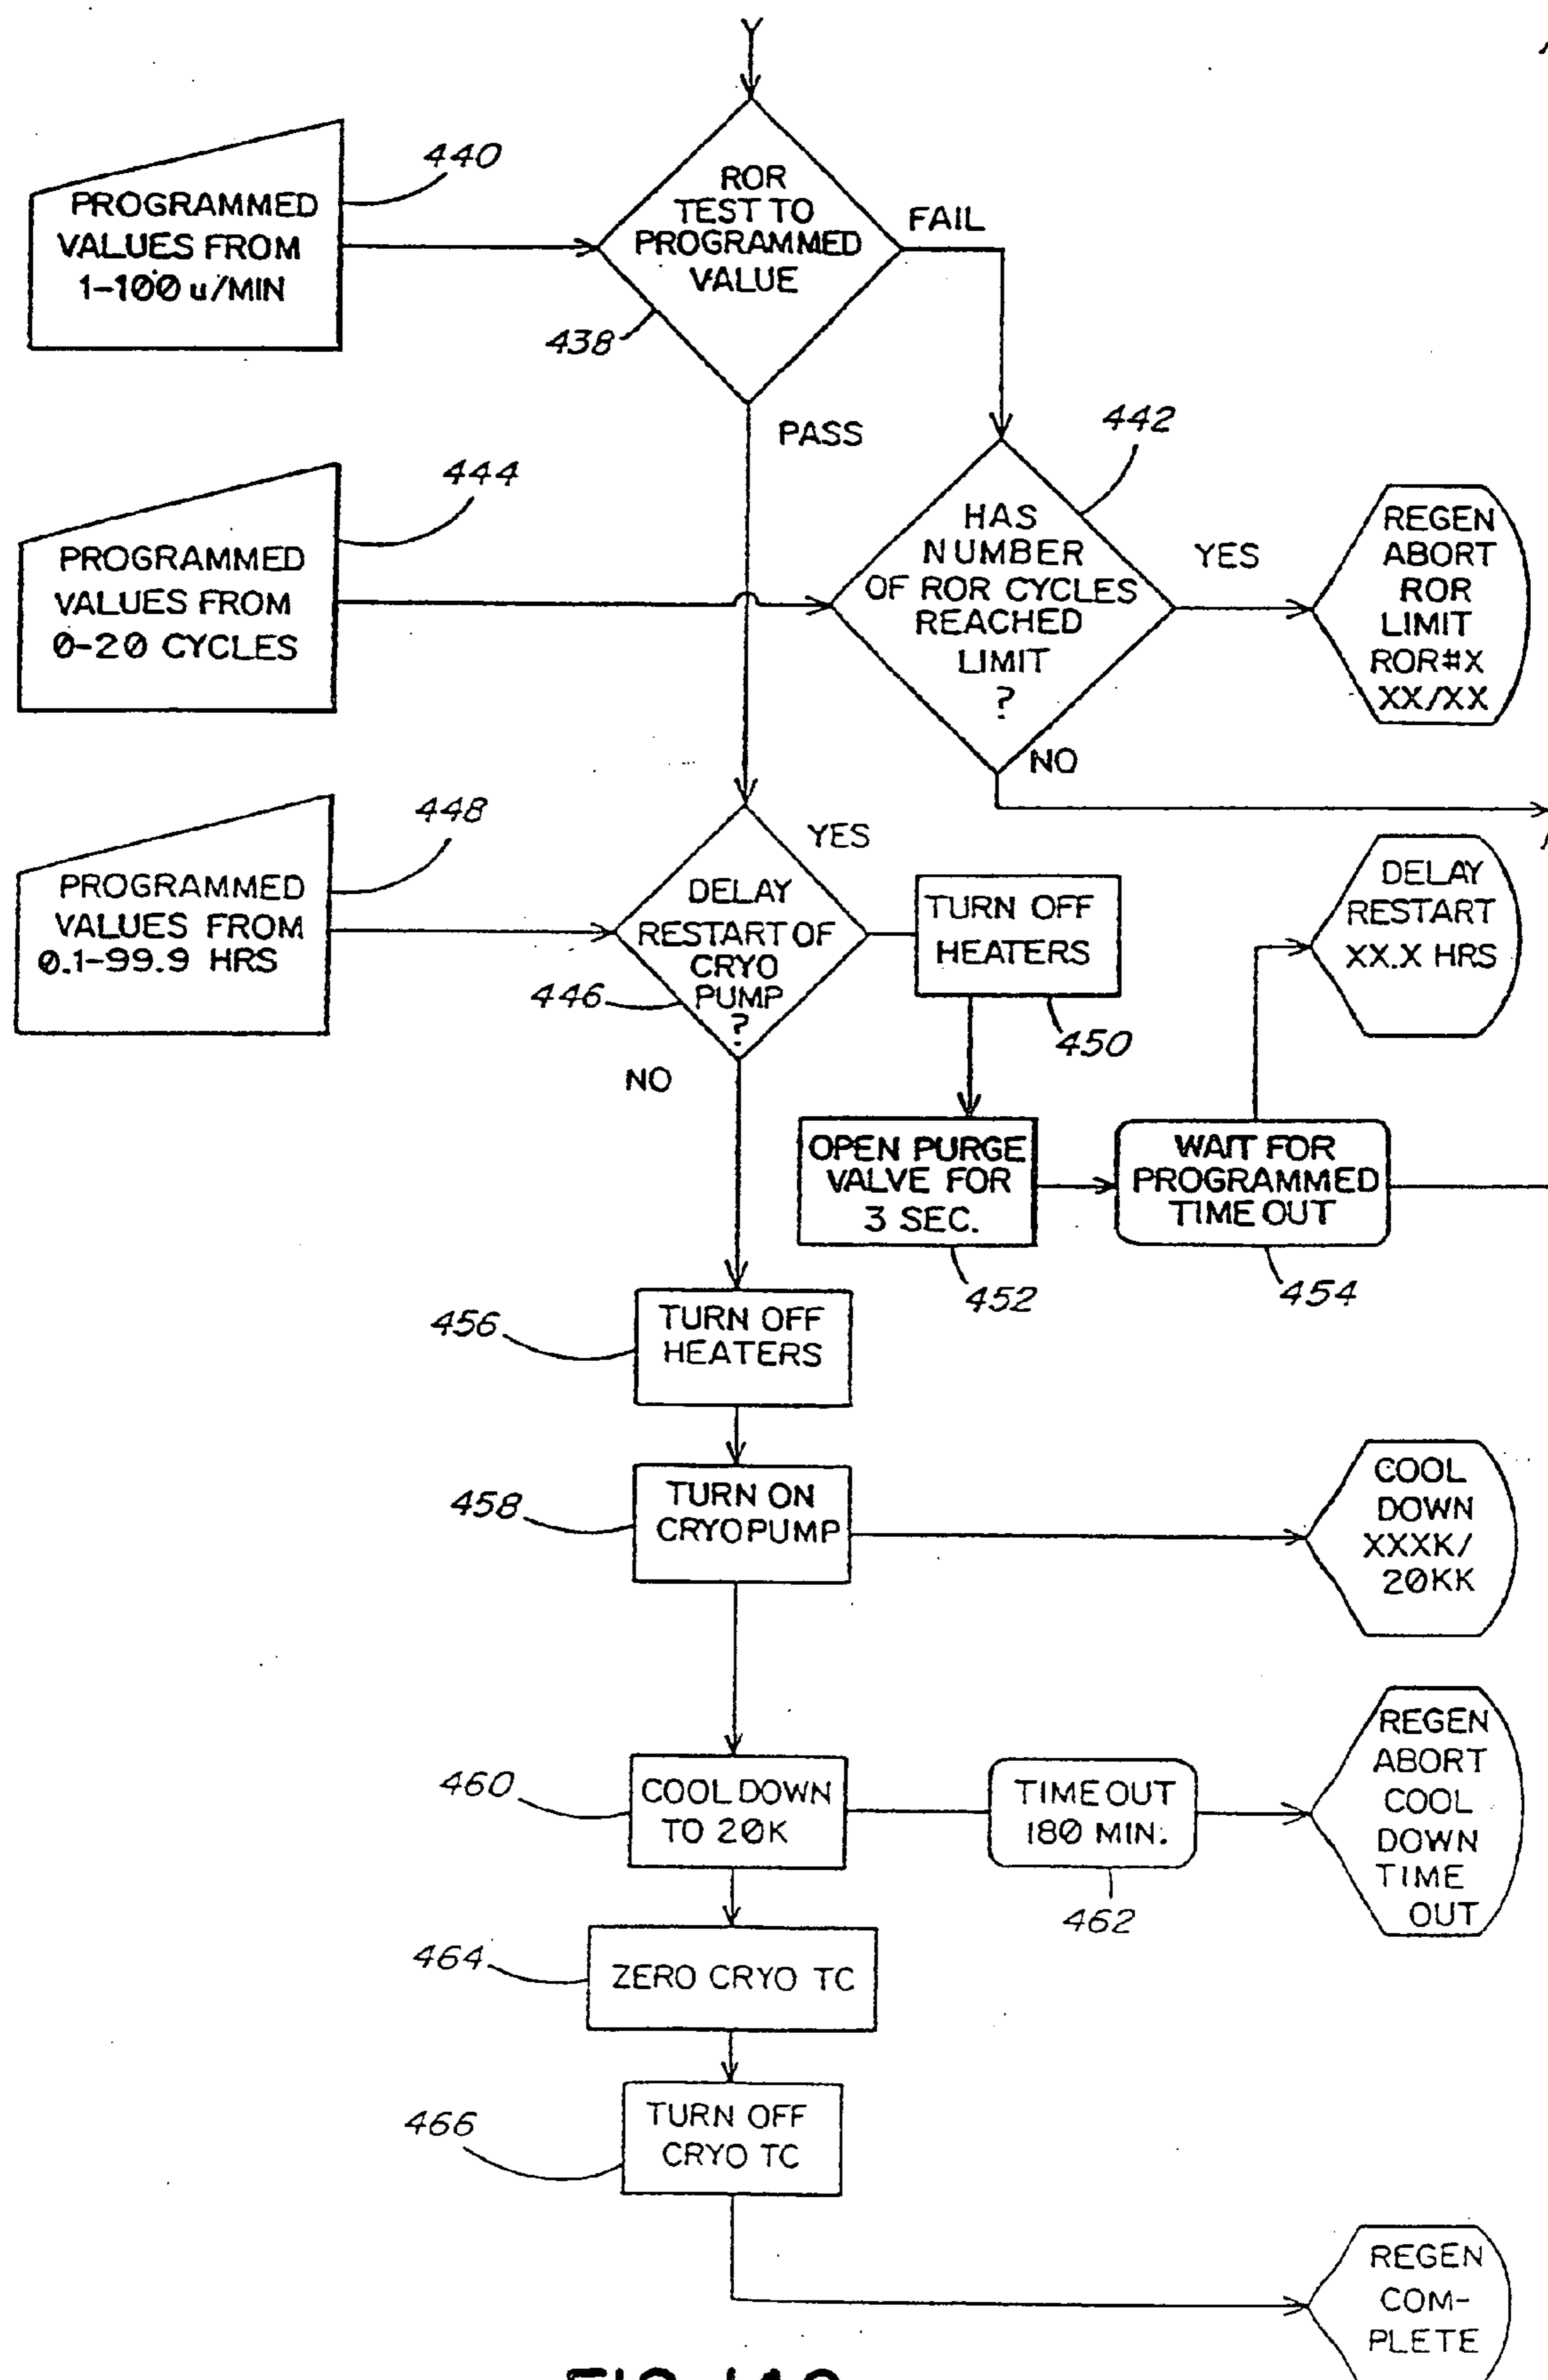 Y
440
PROGRAMMED
VALUES FROM
1-100 u/MIN
ROR
TEST TO
PROGRAMMED
VALUE
FAIL
438
PASS
442
444
PROGRAMMED
VALUES FROM
0-20 CYCLES
HAS
NUMBER
OF ROR CYCLES
REACHED
LIMIT
?
YES
REGEN
ABORT
ROR
LIMIT
ROR#X
XX/XX
NO
448
PROGRAMMED
VALUES FROM
0.1-99.9 HRS
YES
DELAY
RESTART OF
CRYO
PUMP
?
446
TURN OFF
HEATERS
450
DELAY
RESTART
XX.X HRS
NO
OPEN PURGE
VALVE FOR
3 SEC.
452
WAIT FOR
PROGRAMMED
TIME OUT
454
456
TURN OFF
HEATERS
458
TURN ON
CRYOPUMP
COOL
DOWN
XXXK/
20KK
460
COOL DOWN
TO 20K
TIME OUT
180 MIN.
462
REGEN
ABORT
COOL
DOWN
TIME
OUT
464
ZERO CRYO TC
466
TURN OFF
CRYO TC
REGEN
COM-
PLETE